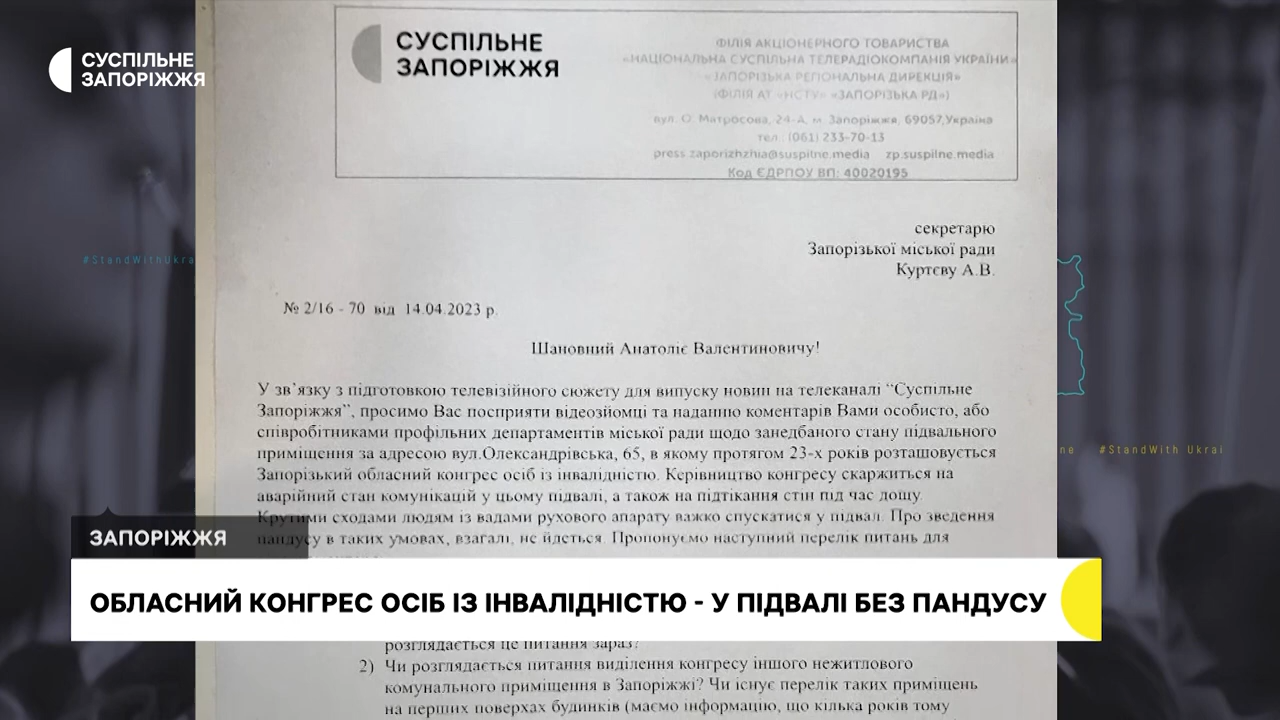 СУСПІЛЬНЕ
ЗАПОРІЖЖЯ
СУСПІЛЬНЕ
ЗАПОРІЖЖЯ
ФІЛІЯ АКЦІОНЕРНОГО ТОВАРИСТВА
«НАЦІОНАЛЬНА СУСПІЛЬНА ТЕЛЕРАДІОКОМПАНІЯ УКРАЇНИ»
«ЗАПОРІЗЬКА РЕГІОНАЛЬНА ДИРЕКЦІЯ»
(ФІЛІЯ АТ «НСТУ» «ЗАПОРІЗЬКА РД»)
вул. О. Матросова, 24-А, м. Запоріжжя, 69057,Україна
тел. (061) 233-70-13
press.zaporizhzhia@suspilne.media zp.suspilne.media
Код ЄДРПОУ ВП: 40020195
секретарю
Запорізької міської ради
Куртєву А.В.
#StandWithUkra
№ 2/16 - 70 від 14.04.2023 р.
Шановний Анатоліє Валентиновичу!
У зв’язку з підготовкою телевізійного сюжету для випуску новин на телеканалі “Суспільне
Запоріжжя”, просимо Вас посприяти відеозйомці та наданню коментарів Вами особисто, або
співробітниками профільних департаментів міської ради щодо занедбаного стану підвального
приміщення за адресою вул.Олександрівська, 65, в якому протягом 23-х років розташовується
Запорізький обласний конгрес осіб із інвалідністю. Керівництво конгресу скаржиться на
аварійний стан комунікацій у цьому підвалі, а також на підтікання стін під час дощу.
Крутими сходами людям із вадами рухового апарату важко спускатися у підвал. Про зведення
пандусу в таких умовах, взагалі, не йдеться. Пропонуємо наступний перелік питань для
ne #StandWith Ukrai
ЗАПОРІЖЖЯ
ОБЛАСНИЙ КОНГРЕС ОСІБ ІЗ ІНВАЛІДНІСТЮ - У ПІДВАЛІ БЕЗ ПАНДУСУ
розглядається це питання зараз?
2) Чи розглядається питання виділення конгресу іншого нежитлового
комунального приміщення в Запоріжжі? Чи існує перелік таких приміщень
на перших поверхах будинків (маємо інформацію, що кілька років тому